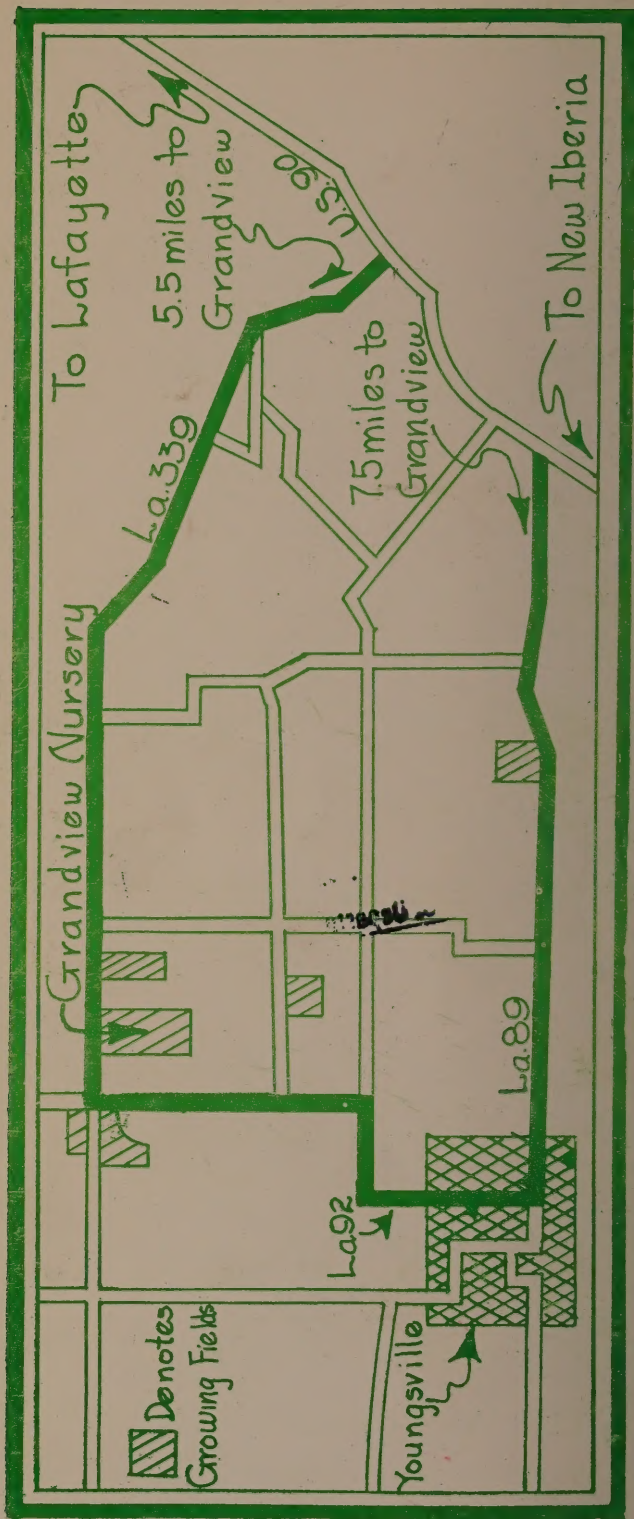 To Lafayette
5.5 miles to
Grandview
U.S. 90
La. 339
7.5 miles to
Grandview
To New Iberia
Grandview Nursery
La. 89
La 92
Youngsville
Denotes
Growing Fields